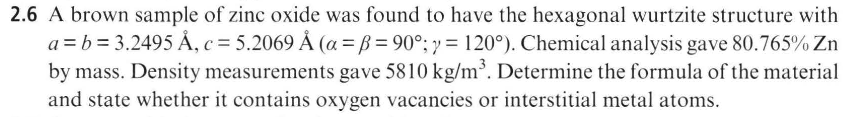 2.6 A brown sample of zinc oxide was found to have the hexagonal wurtzite structure with
a = b = 3.2495 Å, c = 5.2069 Å (α = β = 90°; γ = 120°). Chemical analysis gave 80.765% Zn
by mass. Density measurements gave 5810 kg/m³. Determine the formula of the material
and state whether it contains oxygen vacancies or interstitial metal atoms.